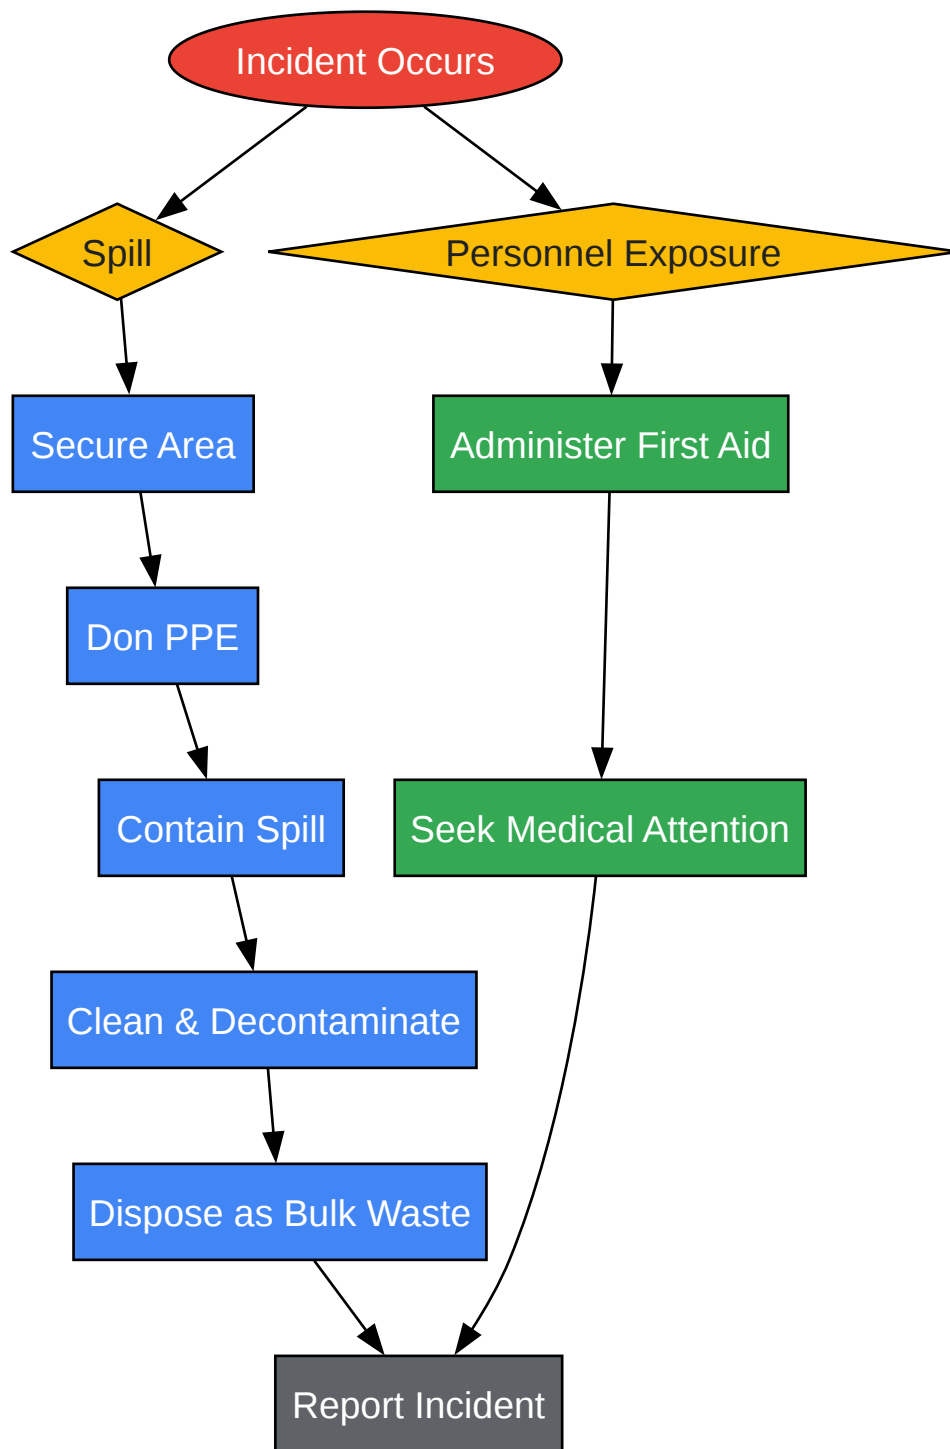 Incident Occurs
Spill
Personnel Exposure
Secure Area
Administer First Aid
Don PPE
Contain Spill
Seek Medical Attention
Clean & Decontaminate
Dispose as Bulk Waste
Report Incident